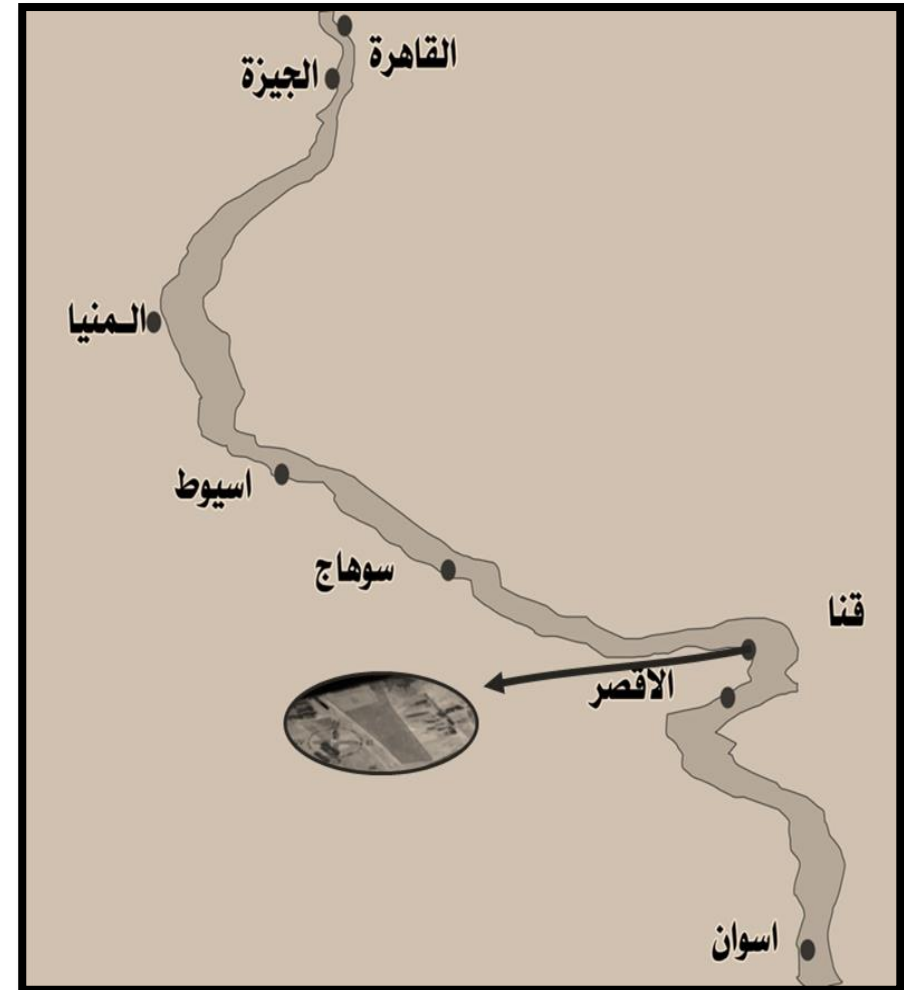 القاهرة
الجيزة
الـمنيا
اسيوط
سوهاج
قنا
الاقصر
اسوان